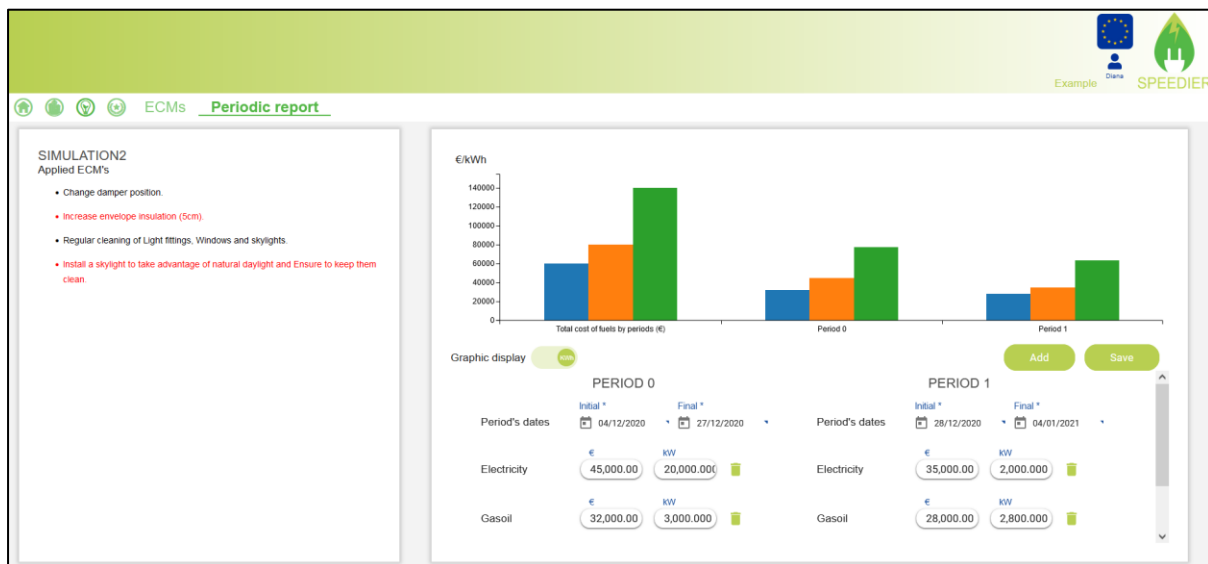 Diana
Example
SPEEDIER
ECMs Periodic report
SIMULATION2
Applied ECM's
• Change damper position.
• Increase envelope insulation (5cm).
• Regular cleaning of Light fittings, Windows and skylights.
• Install a skylight to take advantage of natural daylight and Ensure to keep them
clean.
€/kWh
140000
120000
100000
80000
60000
40000
20000
0
Total cost of fuels by periods (€) Period 0 Period 1
Graphic display kWh Add Save
PERIOD 0 PERIOD 1
Initial * Final * Initial * Final *
Period's dates 04/12/2020 27/12/2020 Period's dates 28/12/2020 04/01/2021
€ kW € kW
Electricity 45,000.00 20,000.000 Electricity 35,000.00 2,000.000
€ kW € kW
Gasoil 32,000.00 3,000.000 Gasoil 28,000.00 2,800.000